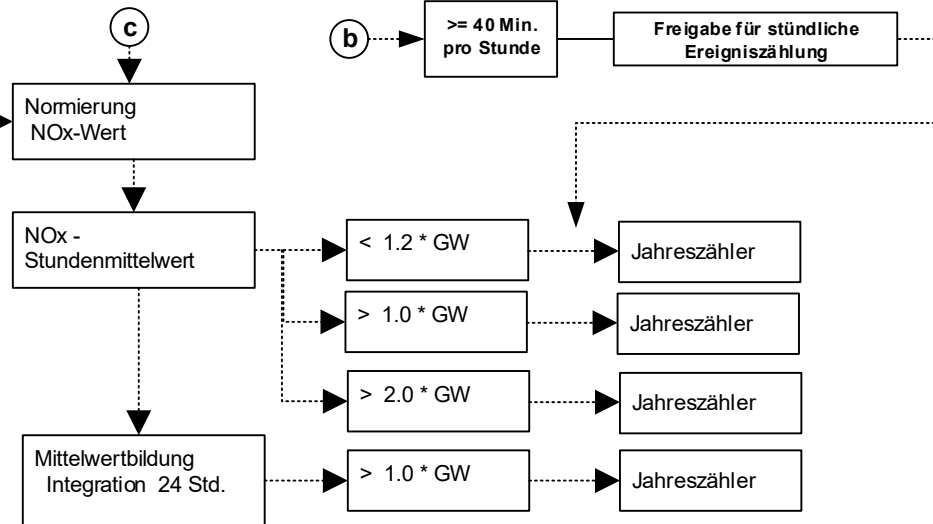 c
b
>= 40 Min.
pro Stunde
Freigabe für stündliche
Ereigniszählung
Normierung
NOx-Wert
NOx -
Stundenmittelwert
< 1.2 * GW
Jahreszähler
> 1.0 * GW
Jahreszähler
> 2.0 * GW
Jahreszähler
Mittelwertbildung
Integration 24 Std.
> 1.0 * GW
Jahreszähler